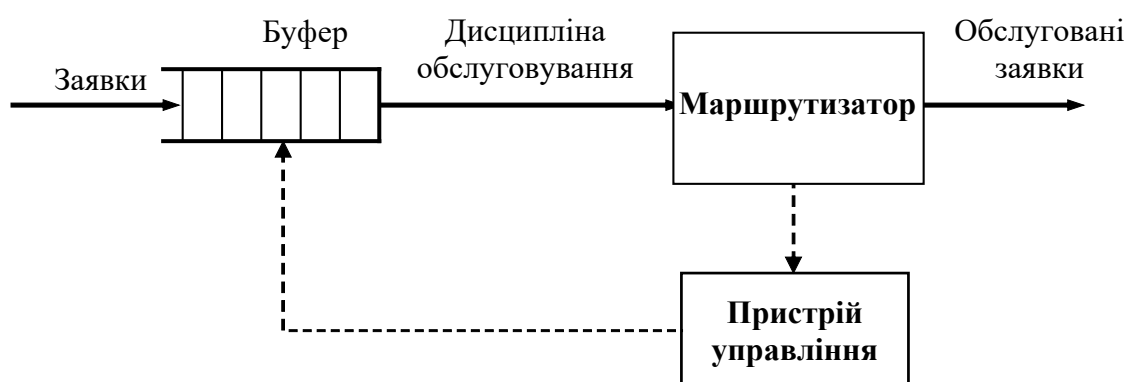 Заявки
Буфер
Дисципліна
обслуговування
Маршрутизатор
Обслуговані
заявки
Пристрій
управління